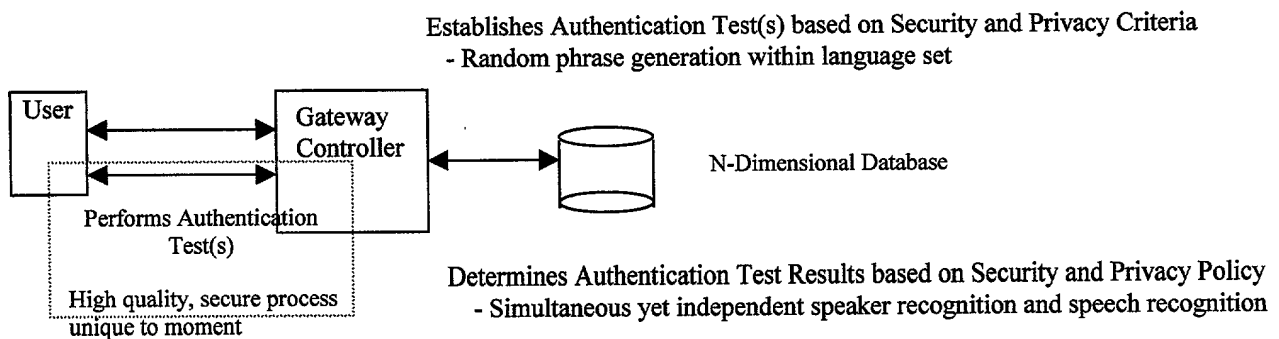 Establishes Authentication Test(s) based on Security and Privacy Criteria
- Random phrase generation within language set
User
Gateway
Controller
N-Dimensional Database
Performs Authentication
Test(s)
High quality, secure process
unique to moment
Determines Authentication Test Results based on Security and Privacy Policy
- Simultaneous yet independent speaker recognition and speech recognition